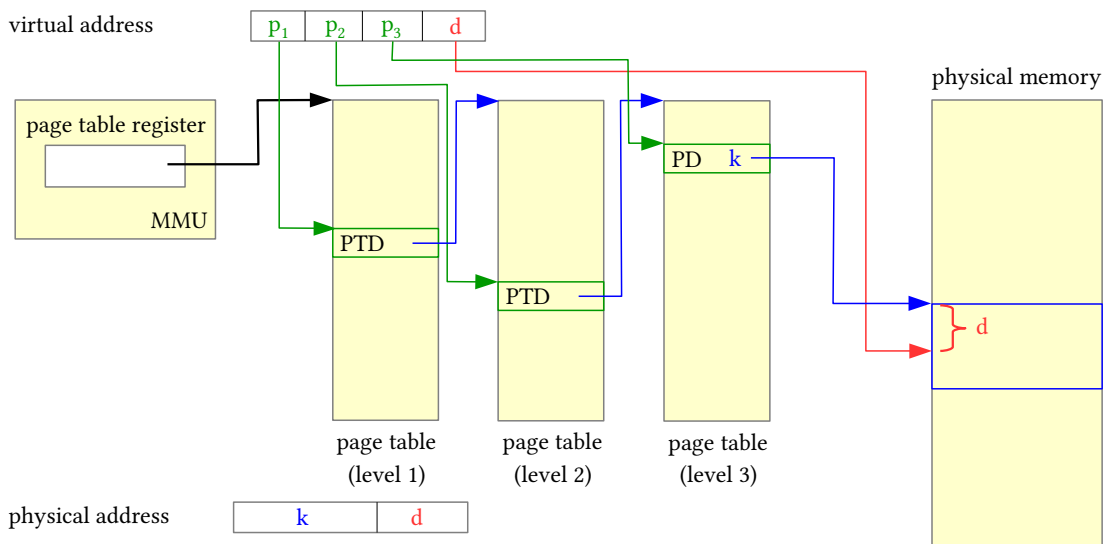 virtual address
p₁ p₂ p₃ d
physical memory
page table register
MMU
PD k
PTD
PTD
d
page table
(level 1)
page table
(level 2)
page table
(level 3)
physical address
k d